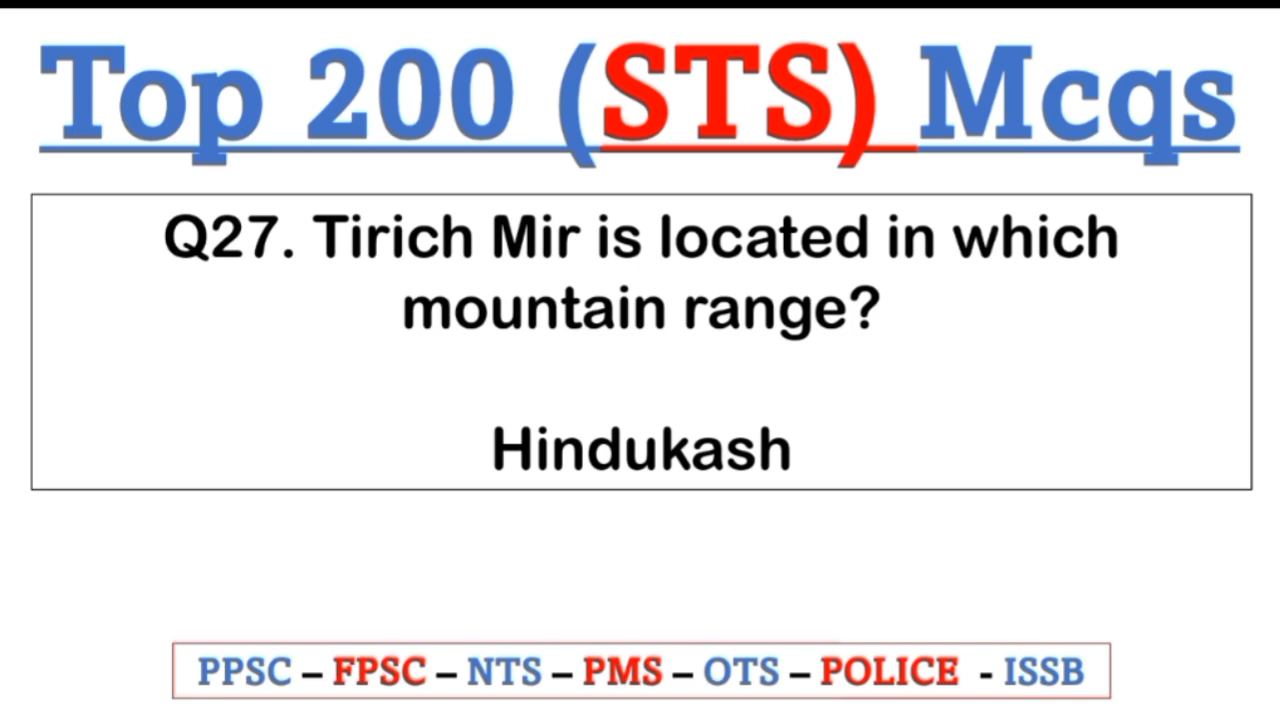 Top 200 (STS) Mcqs
Q27. Tirich Mir is located in which
mountain range?
Hindukash
PPSC – FPSC – NTS – PMS – OTS – POLICE - ISSB